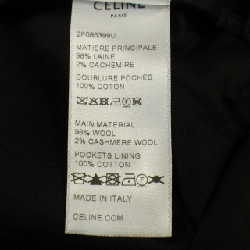 CELINE
PARIS
2P085399U
MATIERE PRINCIPALE
98% LAINE
2% CACHEMIRE
DOUBLURE POCHES
100% COTON
MAIN MATERIAL
98% WOOL
2% CASHMERE WOOL
POCKETS LINING
100% COTTON
MADE IN ITALY
CELINE.COM